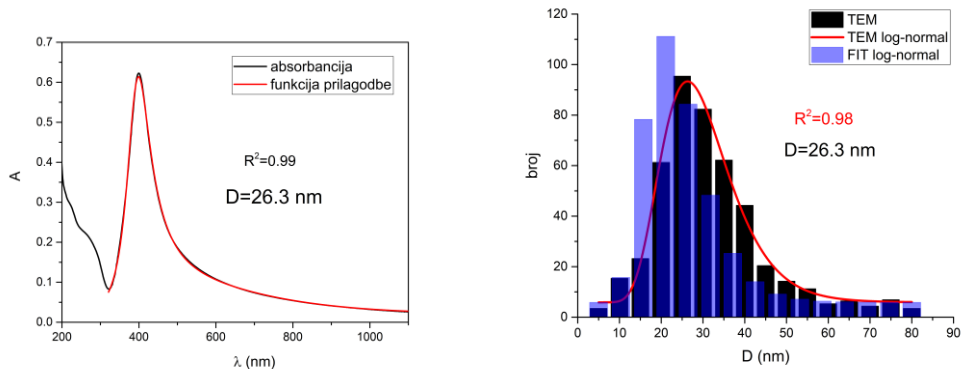 0.7
0.6
0.5
0.4
0.3
0.2
0.1
0.0
A
200
400
600
800
1000
λ (nm)
absorbancija
funkcija prilagodbe
R²=0.99
D=26.3 nm
120
100
80
60
40
20
0
broj
0
10
20
30
40
50
60
70
80
90
D (nm)
TEM
TEM log-normal
FIT log-normal
R²=0.98
D=26.3 nm